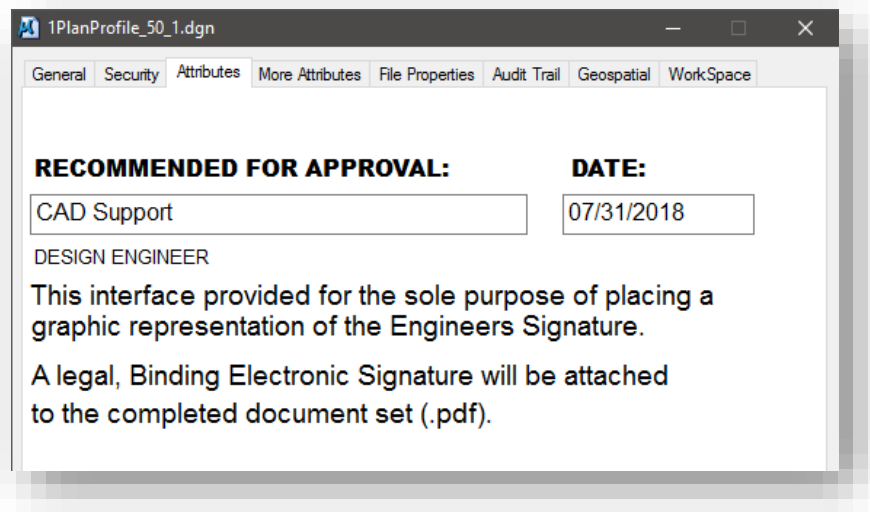 1PlanProfile_50_1.dgn
General Security Attributes More Attributes File Properties Audit Trail Geospatial WorkSpace
RECOMMENDED FOR APPROVAL: DATE:
CAD Support 07/31/2018
DESIGN ENGINEER
This interface provided for the sole purpose of placing a
graphic representation of the Engineers Signature.
A legal, Binding Electronic Signature will be attached
to the completed document set (.pdf).